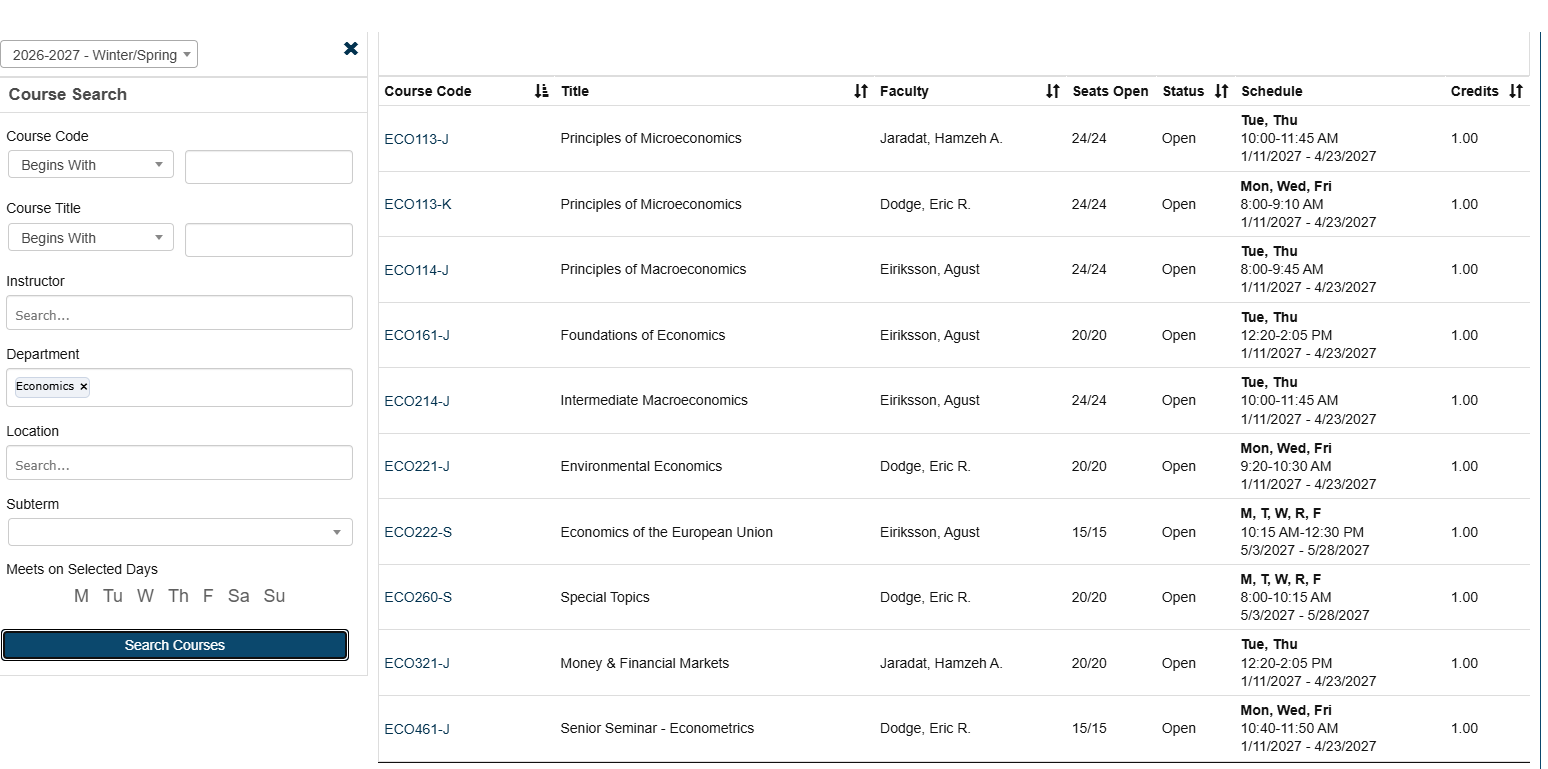 2026-2027 - Winter/Spring
Course Search
Course Code
Begins With
Course Title
Begins With
Instructor
Search...
Department
Economics ×
Location
Search...
Subterm
Meets on Selected Days
M Tu W Th F Sa Su
Search Courses
Course Code Title Faculty Seats Open Status Schedule Credits
ECO113-J Principles of Microeconomics Jaradat, Hamzeh A. 24/24 Open Tue, Thu 1.00
10:00-11:45 AM
1/11/2027 - 4/23/2027
ECO113-K Principles of Microeconomics Dodge, Eric R. 24/24 Open Mon, Wed, Fri 1.00
8:00-9:10 AM
1/11/2027 - 4/23/2027
ECO114-J Principles of Macroeconomics Eiriksson, Agust 24/24 Open Tue, Thu 1.00
8:00-9:45 AM
1/11/2027 - 4/23/2027
ECO161-J Foundations of Economics Eiriksson, Agust 20/20 Open Tue, Thu 1.00
12:20-2:05 PM
1/11/2027 - 4/23/2027
ECO214-J Intermediate Macroeconomics Eiriksson, Agust 24/24 Open Tue, Thu 1.00
10:00-11:45 AM
1/11/2027 - 4/23/2027
ECO221-J Environmental Economics Dodge, Eric R. 20/20 Open Mon, Wed, Fri 1.00
9:20-10:30 AM
1/11/2027 - 4/23/2027
ECO222-S Economics of the European Union Eiriksson, Agust 15/15 Open M, T, W, R, F 1.00
10:15 AM-12:30 PM
5/3/2027 - 5/28/2027
ECO260-S Special Topics Dodge, Eric R. 20/20 Open M, T, W, R, F 1.00
8:00-10:15 AM
5/3/2027 - 5/28/2027
ECO321-J Money & Financial Markets Jaradat, Hamzeh A. 20/20 Open Tue, Thu 1.00
12:20-2:05 PM
1/11/2027 - 4/23/2027
ECO461-J Senior Seminar - Econometrics Dodge, Eric R. 15/15 Open Mon, Wed, Fri 1.00
10:40-11:50 AM
1/11/2027 - 4/23/2027